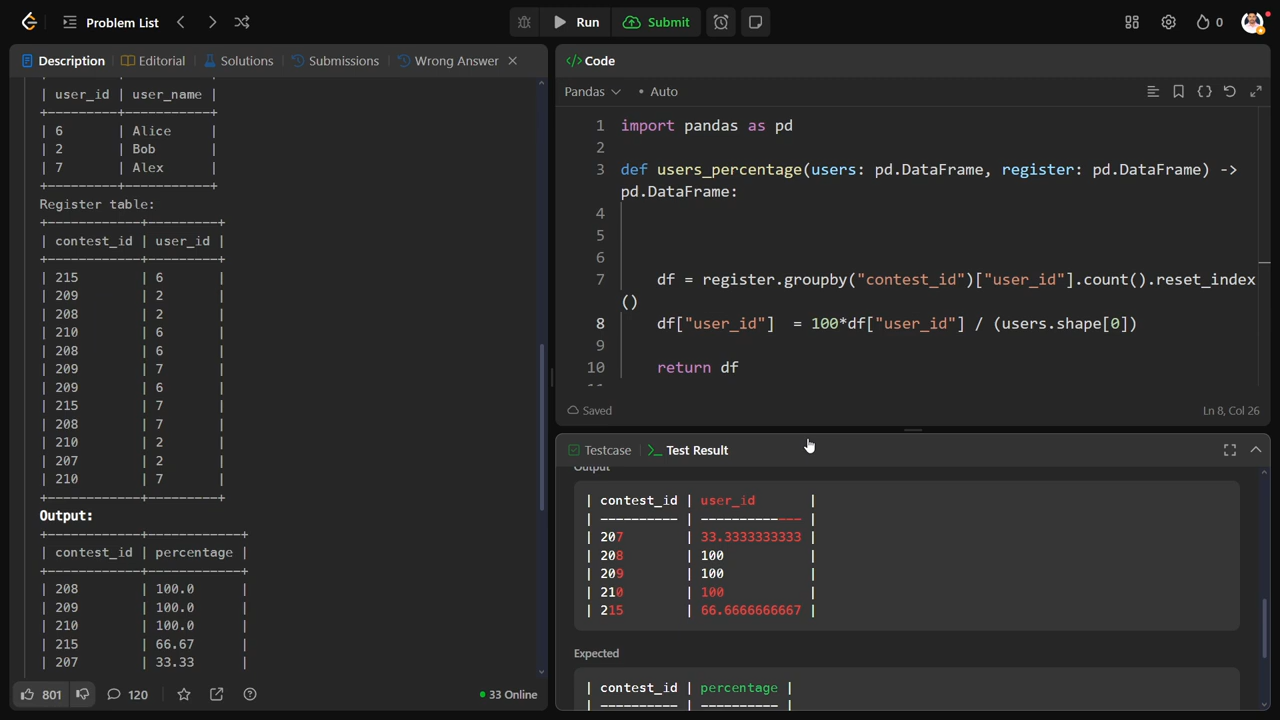 Problem List
Run
Submit
0
Description
Editorial
Solutions
Submissions
Wrong Answer
| user_id | user_name |
+---------+-----------+
| 6       | Alice     |
| 2       | Bob       |
| 7       | Alex      |
+---------+-----------+
Register table:
+------------+---------+
| contest_id | user_id |
+------------+---------+
| 215        | 6       |
| 209        | 2       |
| 208        | 2       |
| 210        | 6       |
| 208        | 6       |
| 209        | 7       |
| 209        | 6       |
| 215        | 7       |
| 208        | 7       |
| 210        | 2       |
| 207        | 2       |
| 210        | 7       |
+------------+---------+
Output:
+------------+------------+
| contest_id | percentage |
+------------+------------+
| 208        | 100.0      |
| 209        | 100.0      |
| 210        | 100.0      |
| 215        | 66.67      |
| 207        | 33.33      |
801
120
33 Online
</> Code
Pandas • Auto
1 import pandas as pd
2
3 def users_percentage(users: pd.DataFrame, register: pd.DataFrame) ->
pd.DataFrame:
4
5
6
7 df = register.groupby("contest_id")["user_id"].count().reset_index
()
8 df["user_id"]  = 100*df["user_id"] / (users.shape[0])
9
10 return df
11
Saved
Ln 8, Col 26
Testcase
Test Result
Output
| contest_id | user_id       |
| ---------- | ------------- |
| 207        | 33.3333333333 |
| 208        | 100           |
| 209        | 100           |
| 210        | 100           |
| 215        | 66.6666666667 |
Expected
| contest_id | percentage |
| ---------- | ---------- |